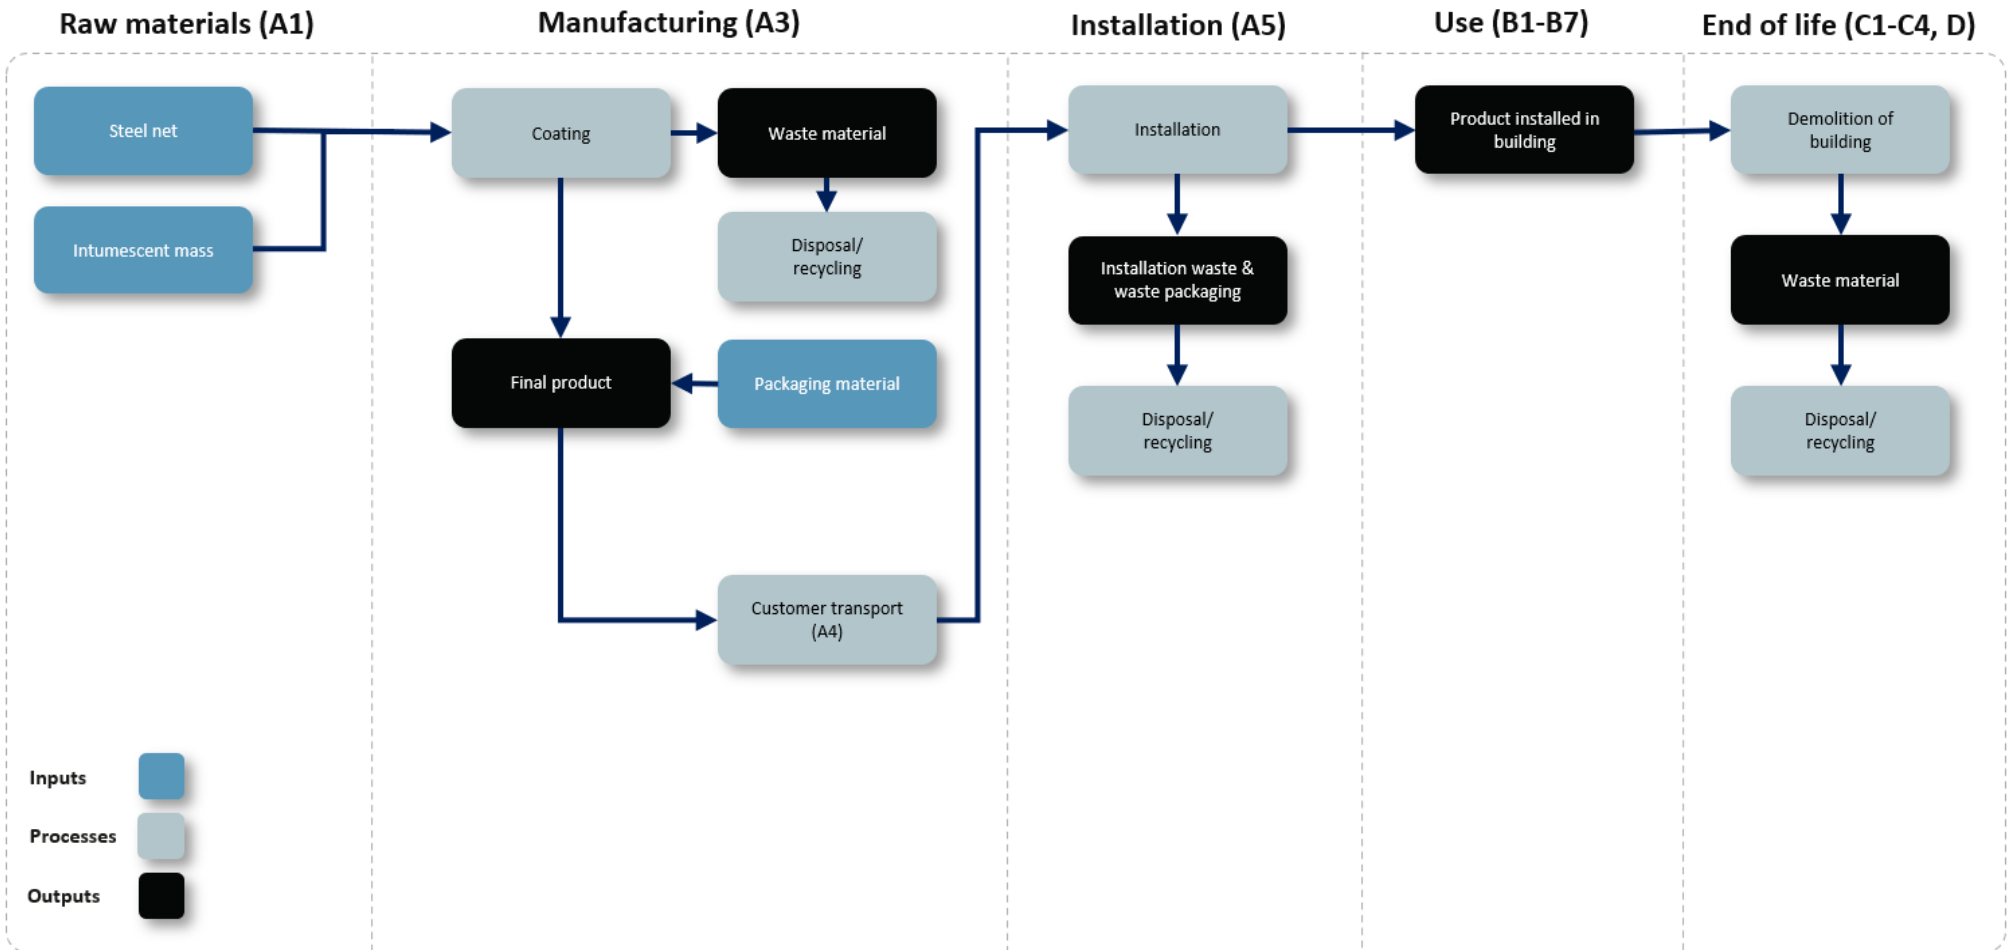 Raw materials (A1)
Manufacturing (A3)
Installation (A5)
Use (B1-B7)
End of life (C1-C4, D)
Steel net
Intumescent mass
Coating
Waste material
Disposal/
recycling
Final product
Packaging material
Customer transport
(A4)
Installation
Installation waste &
waste packaging
Disposal/
recycling
Product installed in
building
Demolition of
building
Waste material
Disposal/
recycling
Inputs
Processes
Outputs